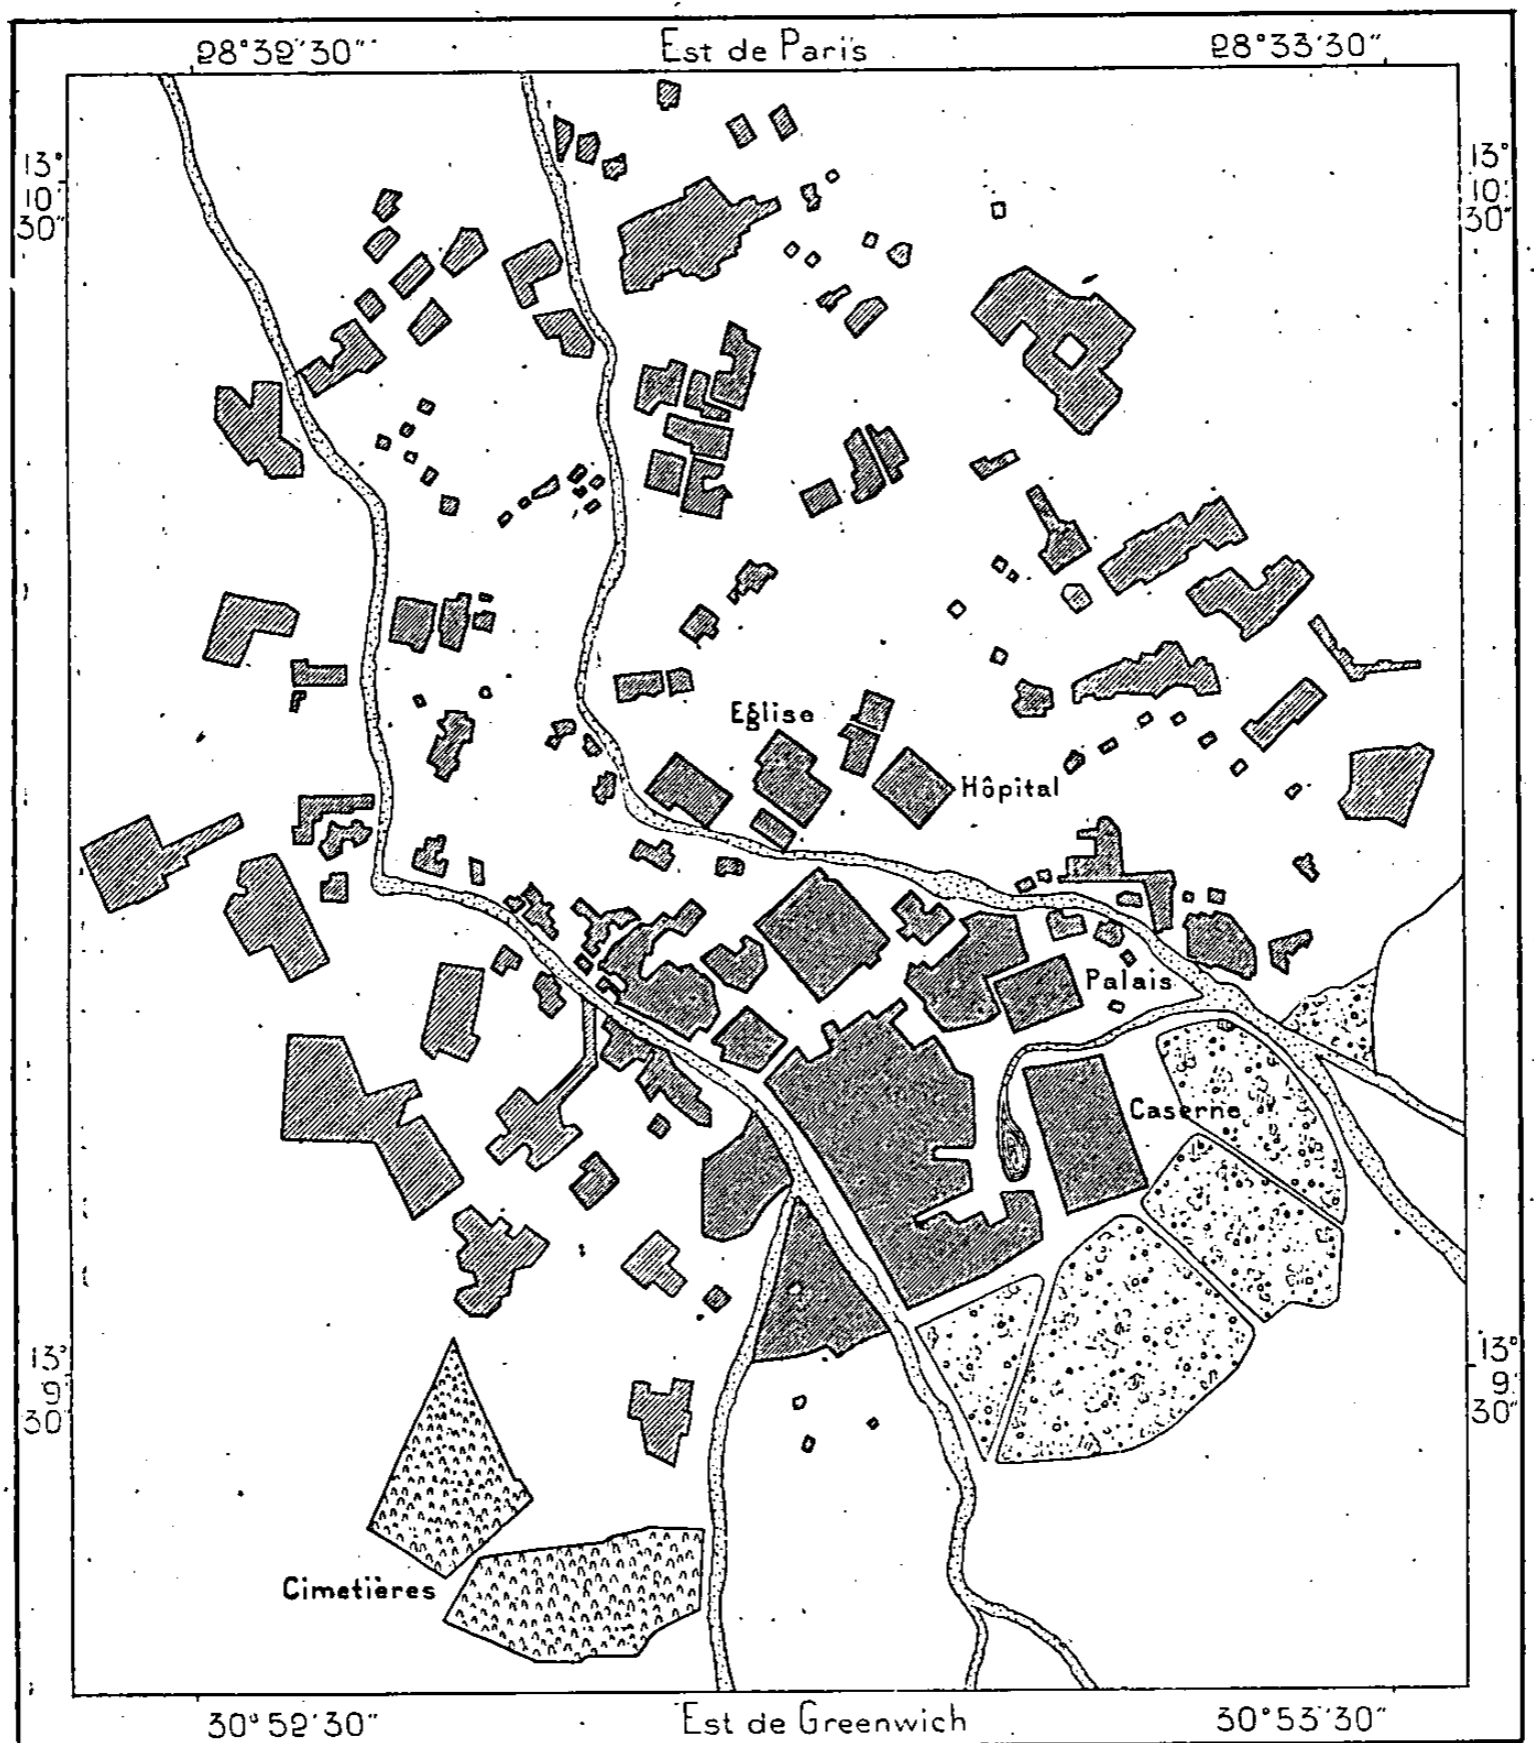 28°32'30"
Est de Paris
28°33'30"
13°
10'
30"
13°
10'
30"
Eglise
Hôpital
Palais
Caserne
13°
9'
30"
13°
9'
30"
Cimetières
30°52'30"
Est de Greenwich
30°53'30"